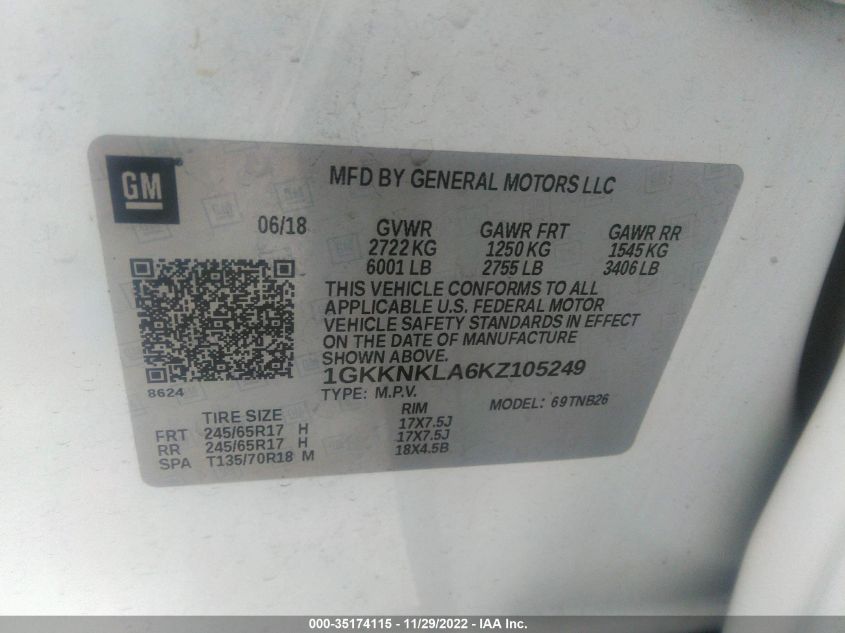 GM
MFD BY GENERAL MOTORS LLC
06/18 GVWR GAWR FRT GAWR RR
2722 KG 1250 KG 1545 KG
6001 LB 2755 LB 3406 LB
THIS VEHICLE CONFORMS TO ALL
APPLICABLE U.S. FEDERAL MOTOR
VEHICLE SAFETY STANDARDS IN EFFECT
ON THE DATE OF MANUFACTURE
SHOWN ABOVE.
1GKKNKLA6KZ105249
8624 TYPE: M.P.V. MODEL: 69TNB26
TIRE SIZE RIM
FRT 245/65R17 H 17X7.5J
RR 245/65R17 H 17X7.5J
SPA T135/70R18 M 18X4.5B
000-35174115 - 11/29/2022 - IAA Inc.